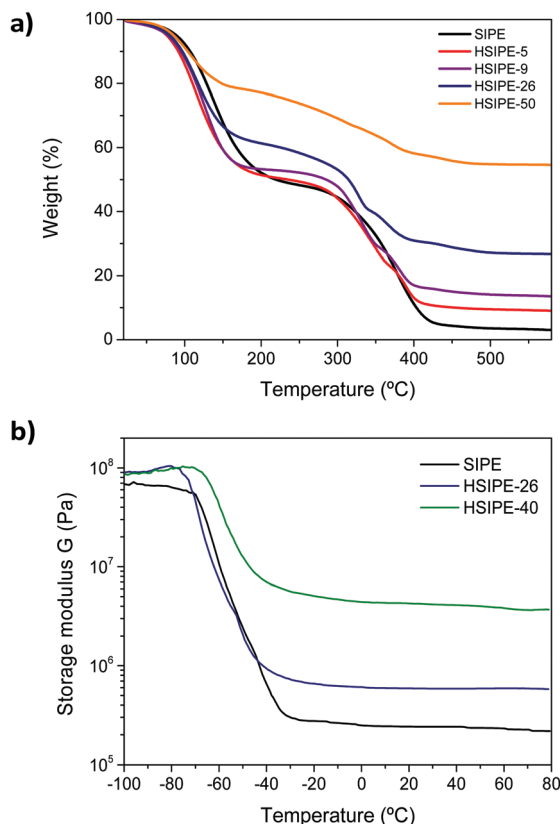 a)
100
80
60
40
20
0
Weight (%)
SIPE
HSIPE-5
HSIPE-9
HSIPE-26
HSIPE-50
100 200 300 400 500
Temperature (ºC)
b)
10⁸
10⁷
10⁶
10⁵
Storage modulus G (Pa)
SIPE
HSIPE-26
HSIPE-40
-100 -80 -60 -40 -20 0 20 40 60 80
Temperature (ºC)